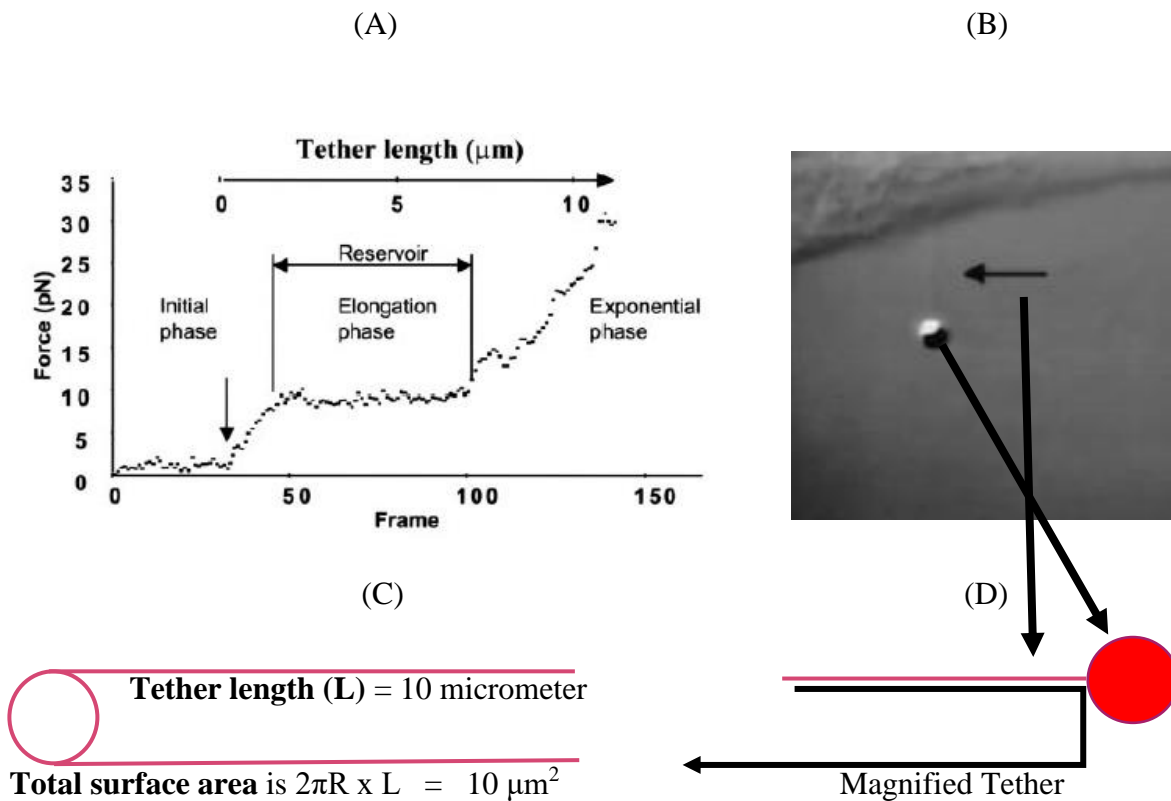 (A)
(B)
Tether length (μm)
0 5 10
35
30
25
20
15
10
5
0
Force (pN)
Initial
phase
Reservoir
Elongation
phase
Exponential
phase
0 50 100 150
Frame
(C)
(D)
Tether length (L) = 10 micrometer
Total surface area is 2πR x L = 10 μm²
Magnified Tether